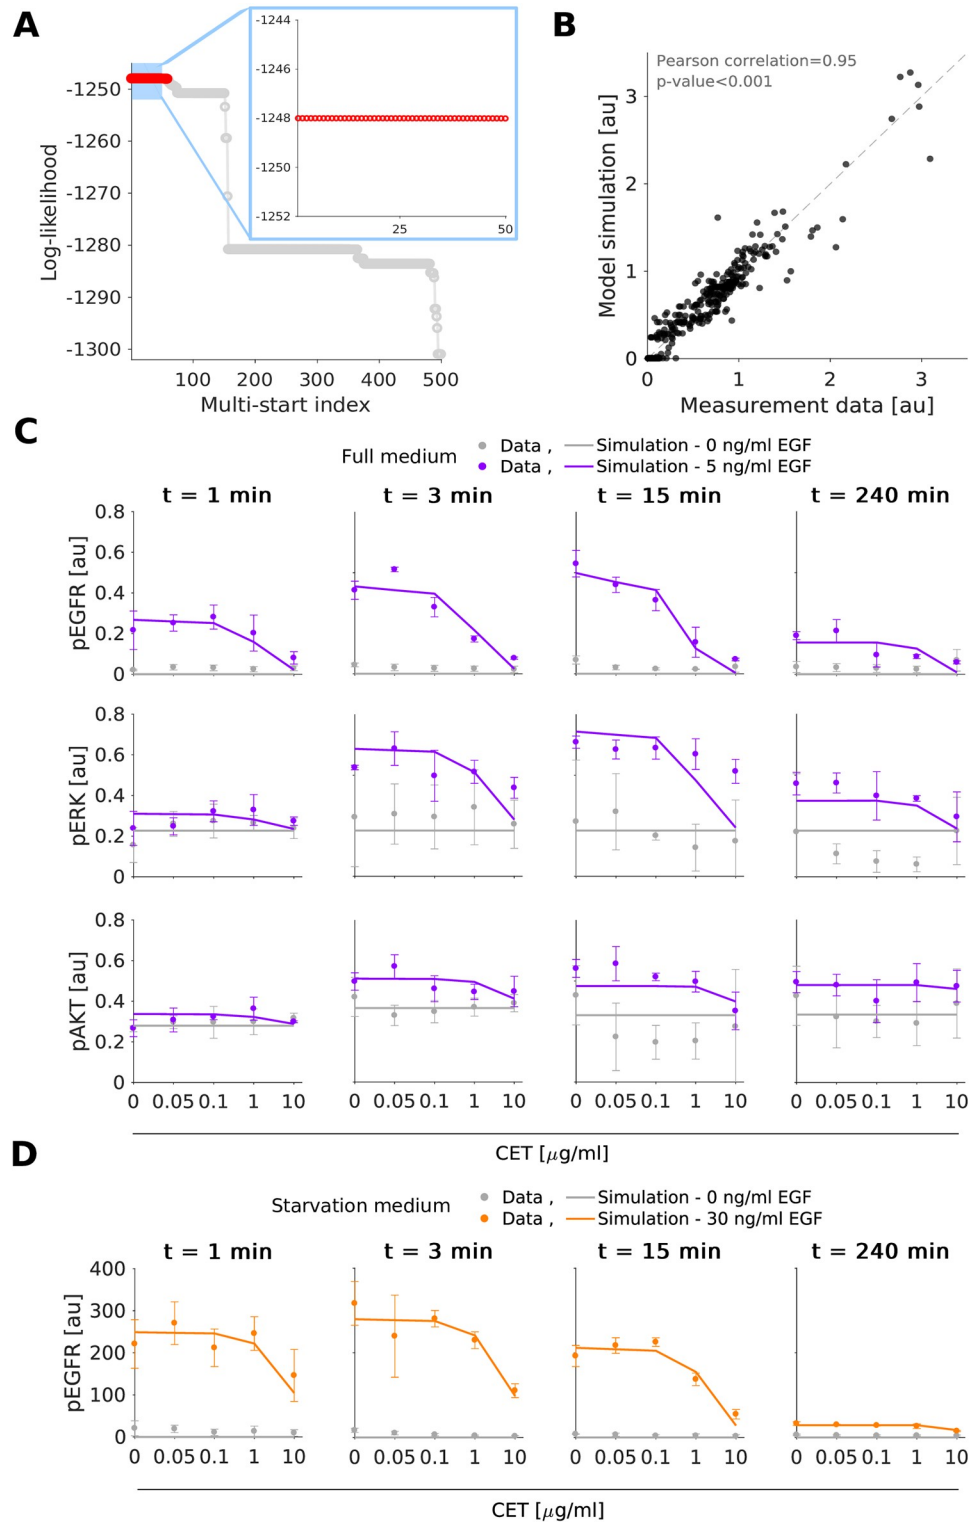 A
-1244
-1246
-1248
-1250
-1252
25
50
-1250
-1260
-1270
-1280
-1290
-1300
Log-likelihood
100
200
300
400
500
Multi-start index
B
Pearson correlation=0.95
p-value<0.001
3
2
1
0
Model simulation [au]
0
1
2
3
Measurement data [au]
C
Full medium
Data , Simulation - 0 ng/ml EGF
Data , Simulation - 5 ng/ml EGF
t = 1 min
t = 3 min
t = 15 min
t = 240 min
0.8
0.6
0.4
0.2
0
pEGFR [au]
0.8
0.6
0.4
0.2
0
pERK [au]
0.8
0.6
0.4
0.2
0
pAKT [au]
0 0.05 0.1 1 10
0 0.05 0.1 1 10
0 0.05 0.1 1 10
0 0.05 0.1 1 10
CET [μg/ml]
D
Starvation medium
Data , Simulation - 0 ng/ml EGF
Data , Simulation - 30 ng/ml EGF
t = 1 min
t = 3 min
t = 15 min
t = 240 min
400
300
200
100
0
pEGFR [au]
0 0.05 0.1 1 10
0 0.05 0.1 1 10
0 0.05 0.1 1 10
0 0.05 0.1 1 10
CET [μg/ml]